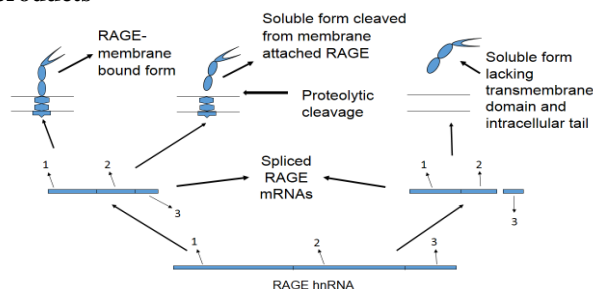 RAGE-
membrane
bound form
Soluble form cleaved
from membrane
attached RAGE
Soluble form
lacking
transmembrane
domain and
intracellular tail
Proteolytic
cleavage
1
2
3
Spliced
RAGE
mRNAs
1
2
3
1
2
3
RAGE hnRNA